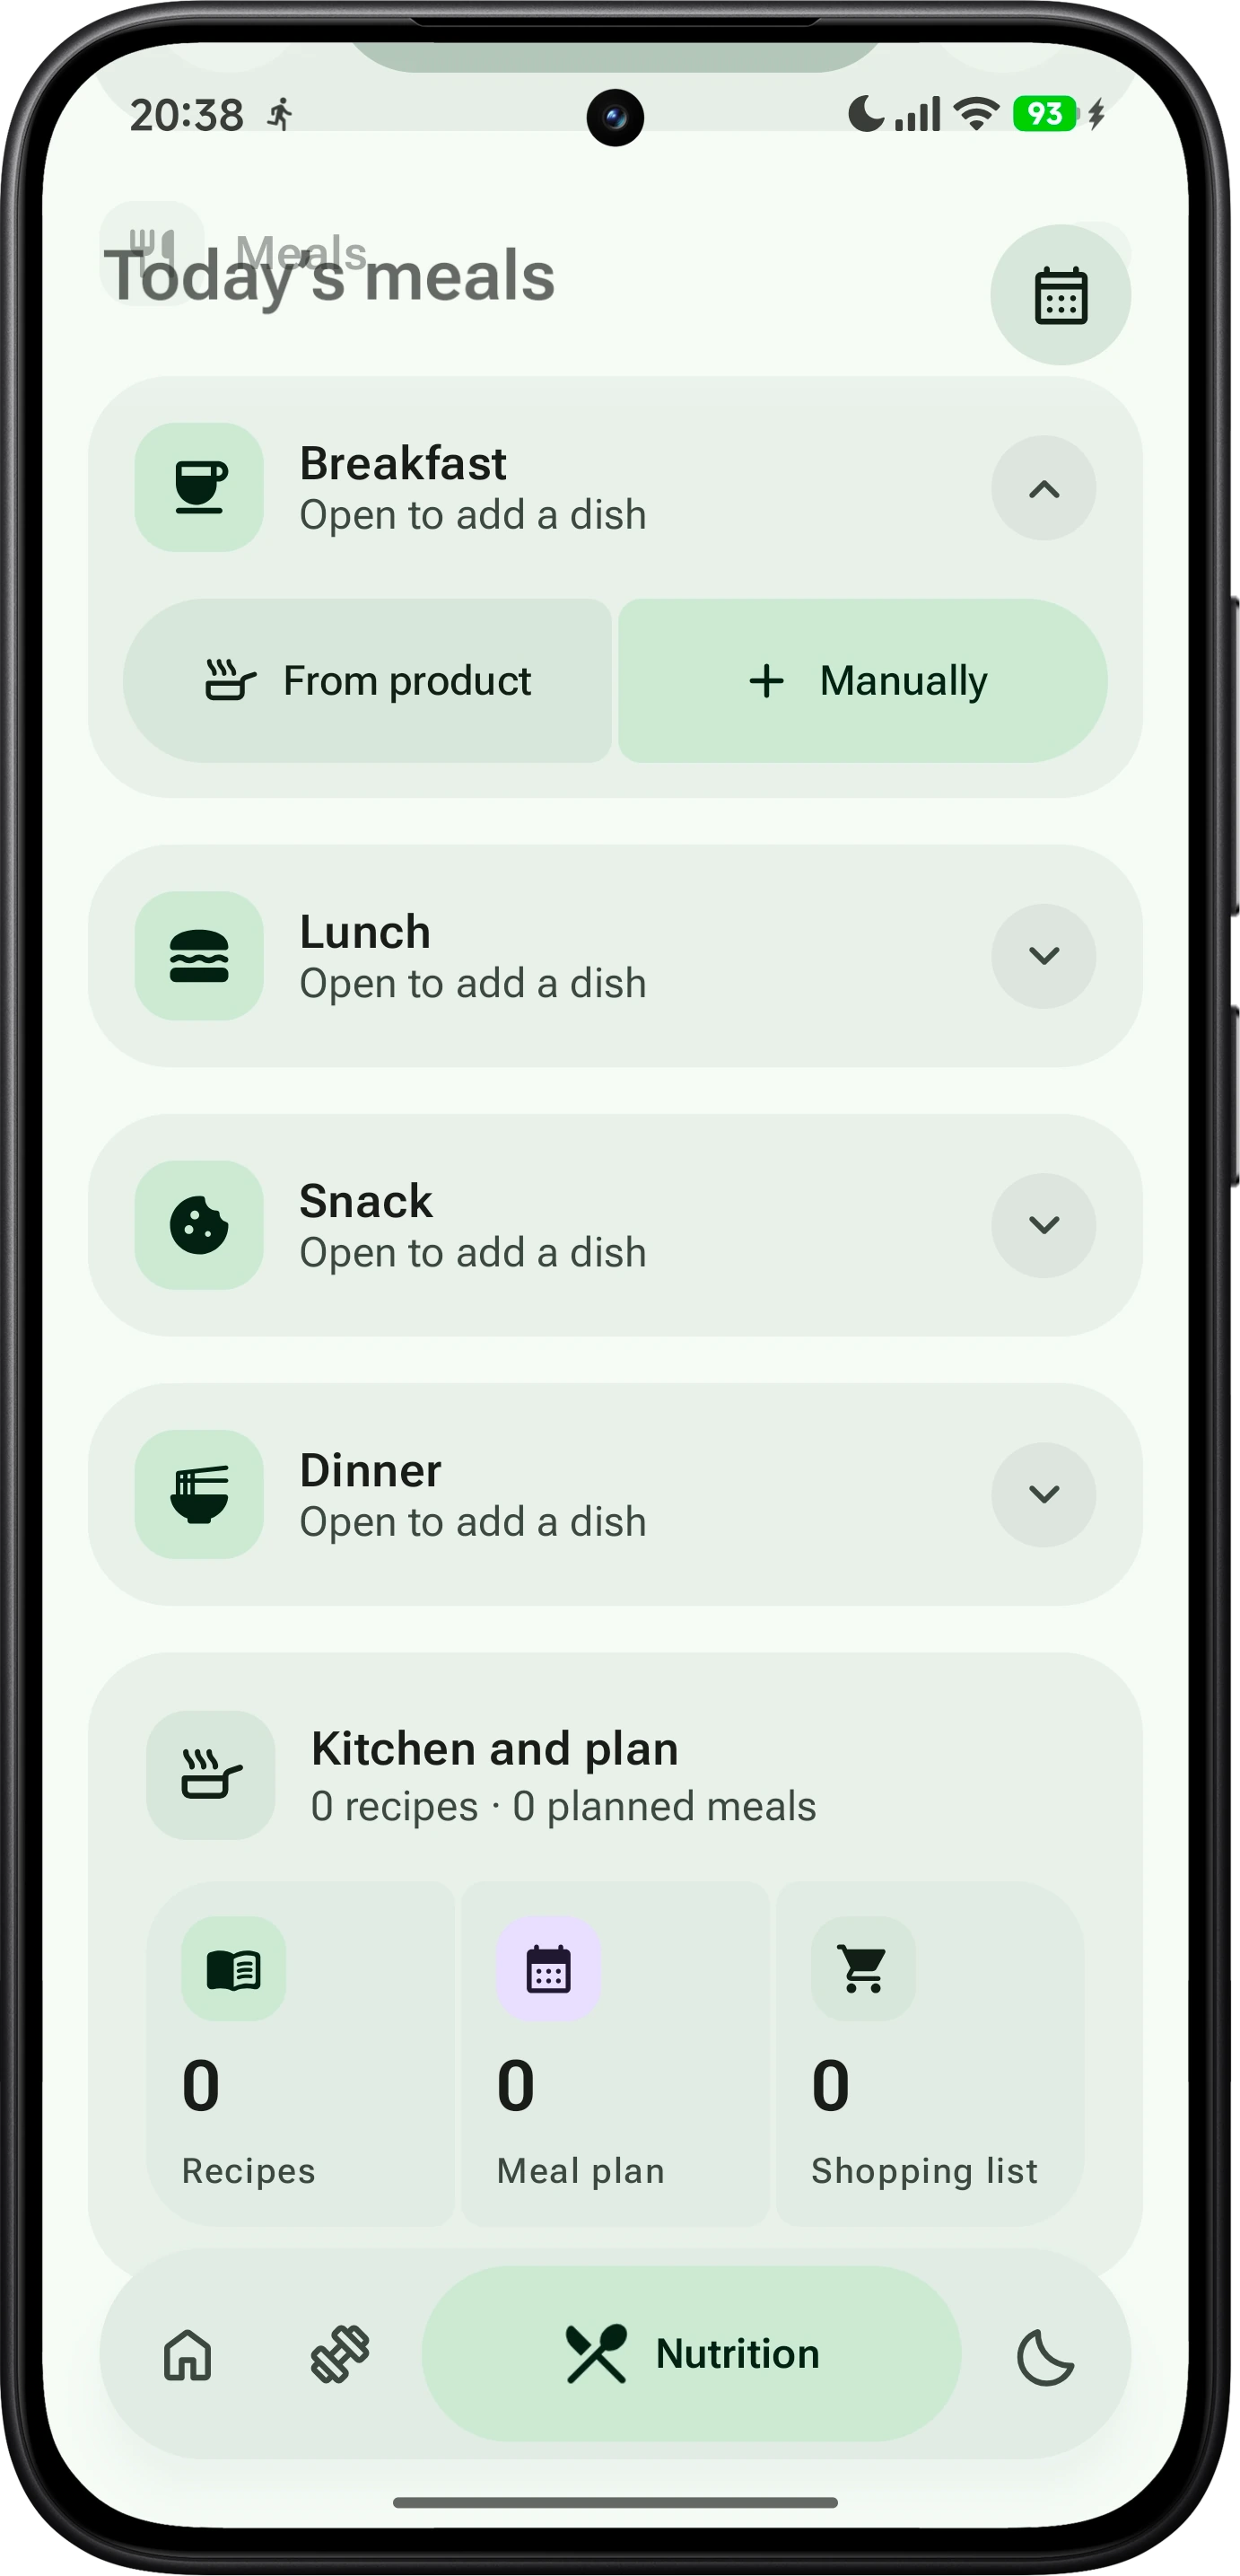 20:38
93
Meals
Today's meals
Breakfast
Open to add a dish
From product
Manually
Lunch
Open to add a dish
Snack
Open to add a dish
Dinner
Open to add a dish
Kitchen and plan
0 recipes · 0 planned meals
0
0
0
Recipes
Meal plan
Shopping list
Nutrition